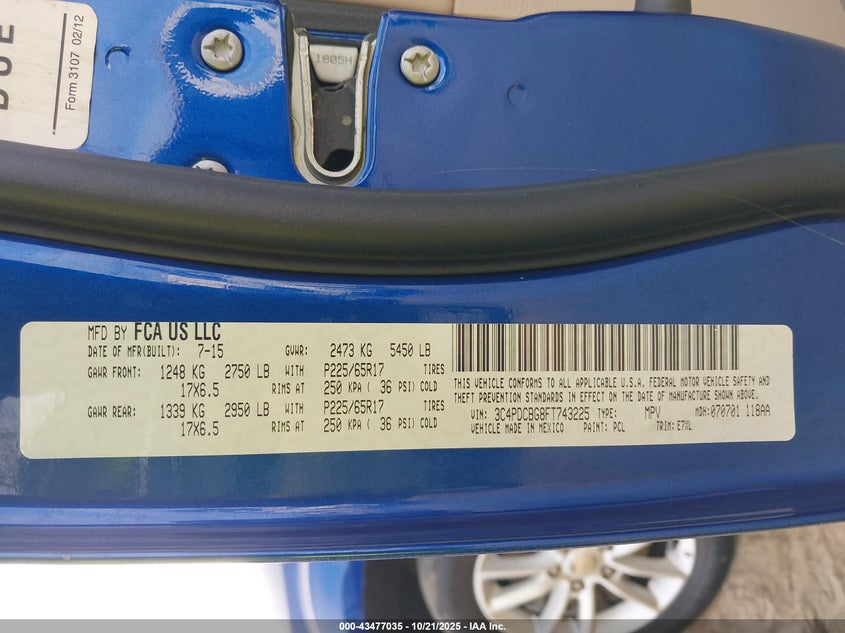 DUE
Form 3107 02/12
1805H
MFD BY FCA US LLC
DATE OF MFR(BUILT): 7-15 GVWR: 2473 KG 5450 LB
GAWR FRONT: 1248 KG 2750 LB WITH P225/65R17 TIRES
17X6.5 RIMS AT 250 KPA ( 36 PSI) COLD
GAWR REAR: 1339 KG 2950 LB WITH P225/65R17 TIRES
17X6.5 RIMS AT 250 KPA ( 36 PSI) COLD
THIS VEHICLE CONFORMS TO ALL APPLICABLE U.S.A. FEDERAL MOTOR VEHICLE SAFETY AND
THEFT PREVENTION STANDARDS IN EFFECT ON THE DATE OF MANUFACTURE SHOWN ABOVE.
VIN: 3C4PDCBG8FT743225 TYPE: MPV MDH: 070701 118AA
VEHICLE MADE IN MEXICO PAINT: PCL TRIM: E7XL
000-43477035 - 10/21/2025 - IAA Inc.